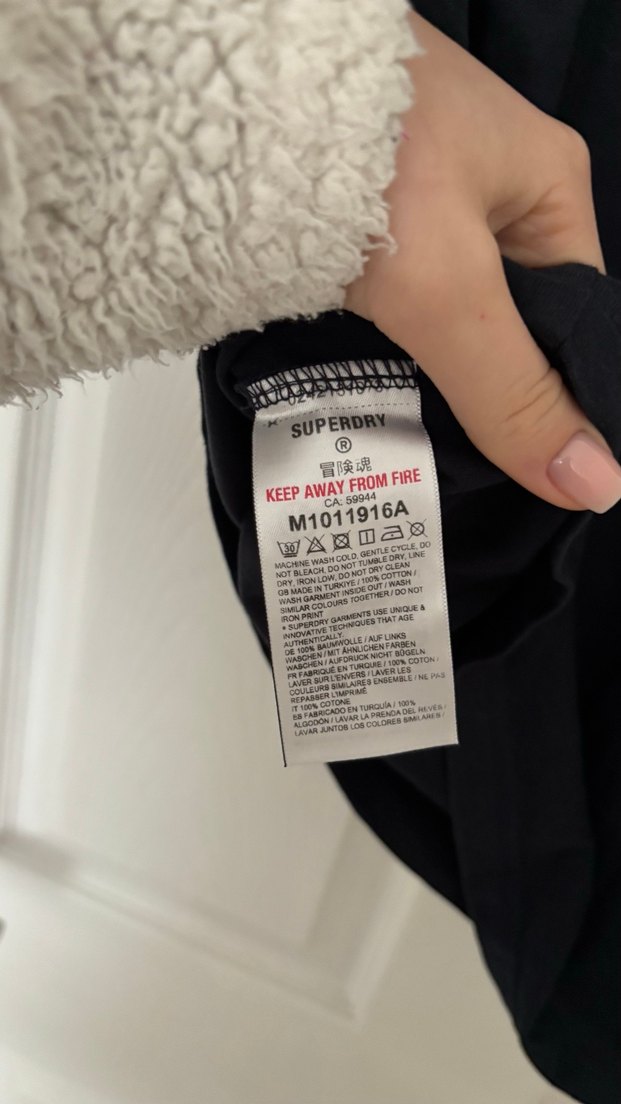 SUPERDRY
®
冒険魂
KEEP AWAY FROM FIRE
CA: 59944
M1011916A
30
MACHINE WASH COLD, GENTLE CYCLE, DO
NOT BLEACH, DO NOT TUMBLE DRY, LINE
DRY, IRON LOW, DO NOT DRY CLEAN
GB MADE IN TURKIYE / 100% COTTON /
WASH GARMENT INSIDE OUT / WASH
SIMILAR COLOURS TOGETHER / DO NOT
IRON PRINT
* SUPERDRY GARMENTS USE UNIQUE &
INNOVATIVE TECHNIQUES THAT AGE
AUTHENTICALLY.
DE 100% BAUMWOLLE / AUF LINKS
WASCHEN / MIT ÄHNLICHEN FARBEN
WASCHEN / AUFDRUCK NICHT BÜGELN
FR FABRIQUÉ EN TURQUIE / 100% COTON /
LAVER SUR L'ENVERS / LAVER LES
COULEURS SIMILAIRES ENSEMBLE / NE PAS
REPASSER L'IMPRIMÉ
IT 100% COTONE
ES FABRICADO EN TURQUÍA / 100%
ALGODÓN / LAVAR LA PRENDA DEL REVÉS /
LAVAR JUNTOS LOS COLORES SIMILARES /